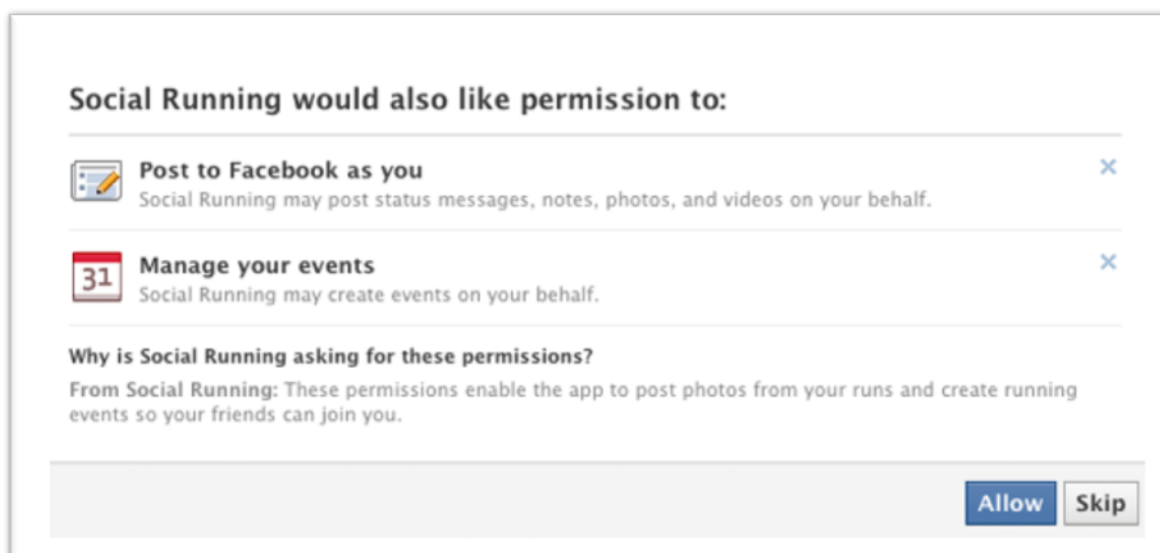 Social Running would also like permission to:
Post to Facebook as you
Social Running may post status messages, notes, photos, and videos on your behalf.
31
Manage your events
Social Running may create events on your behalf.
Why is Social Running asking for these permissions?
From Social Running: These permissions enable the app to post photos from your runs and create running
events so your friends can join you.
Allow Skip